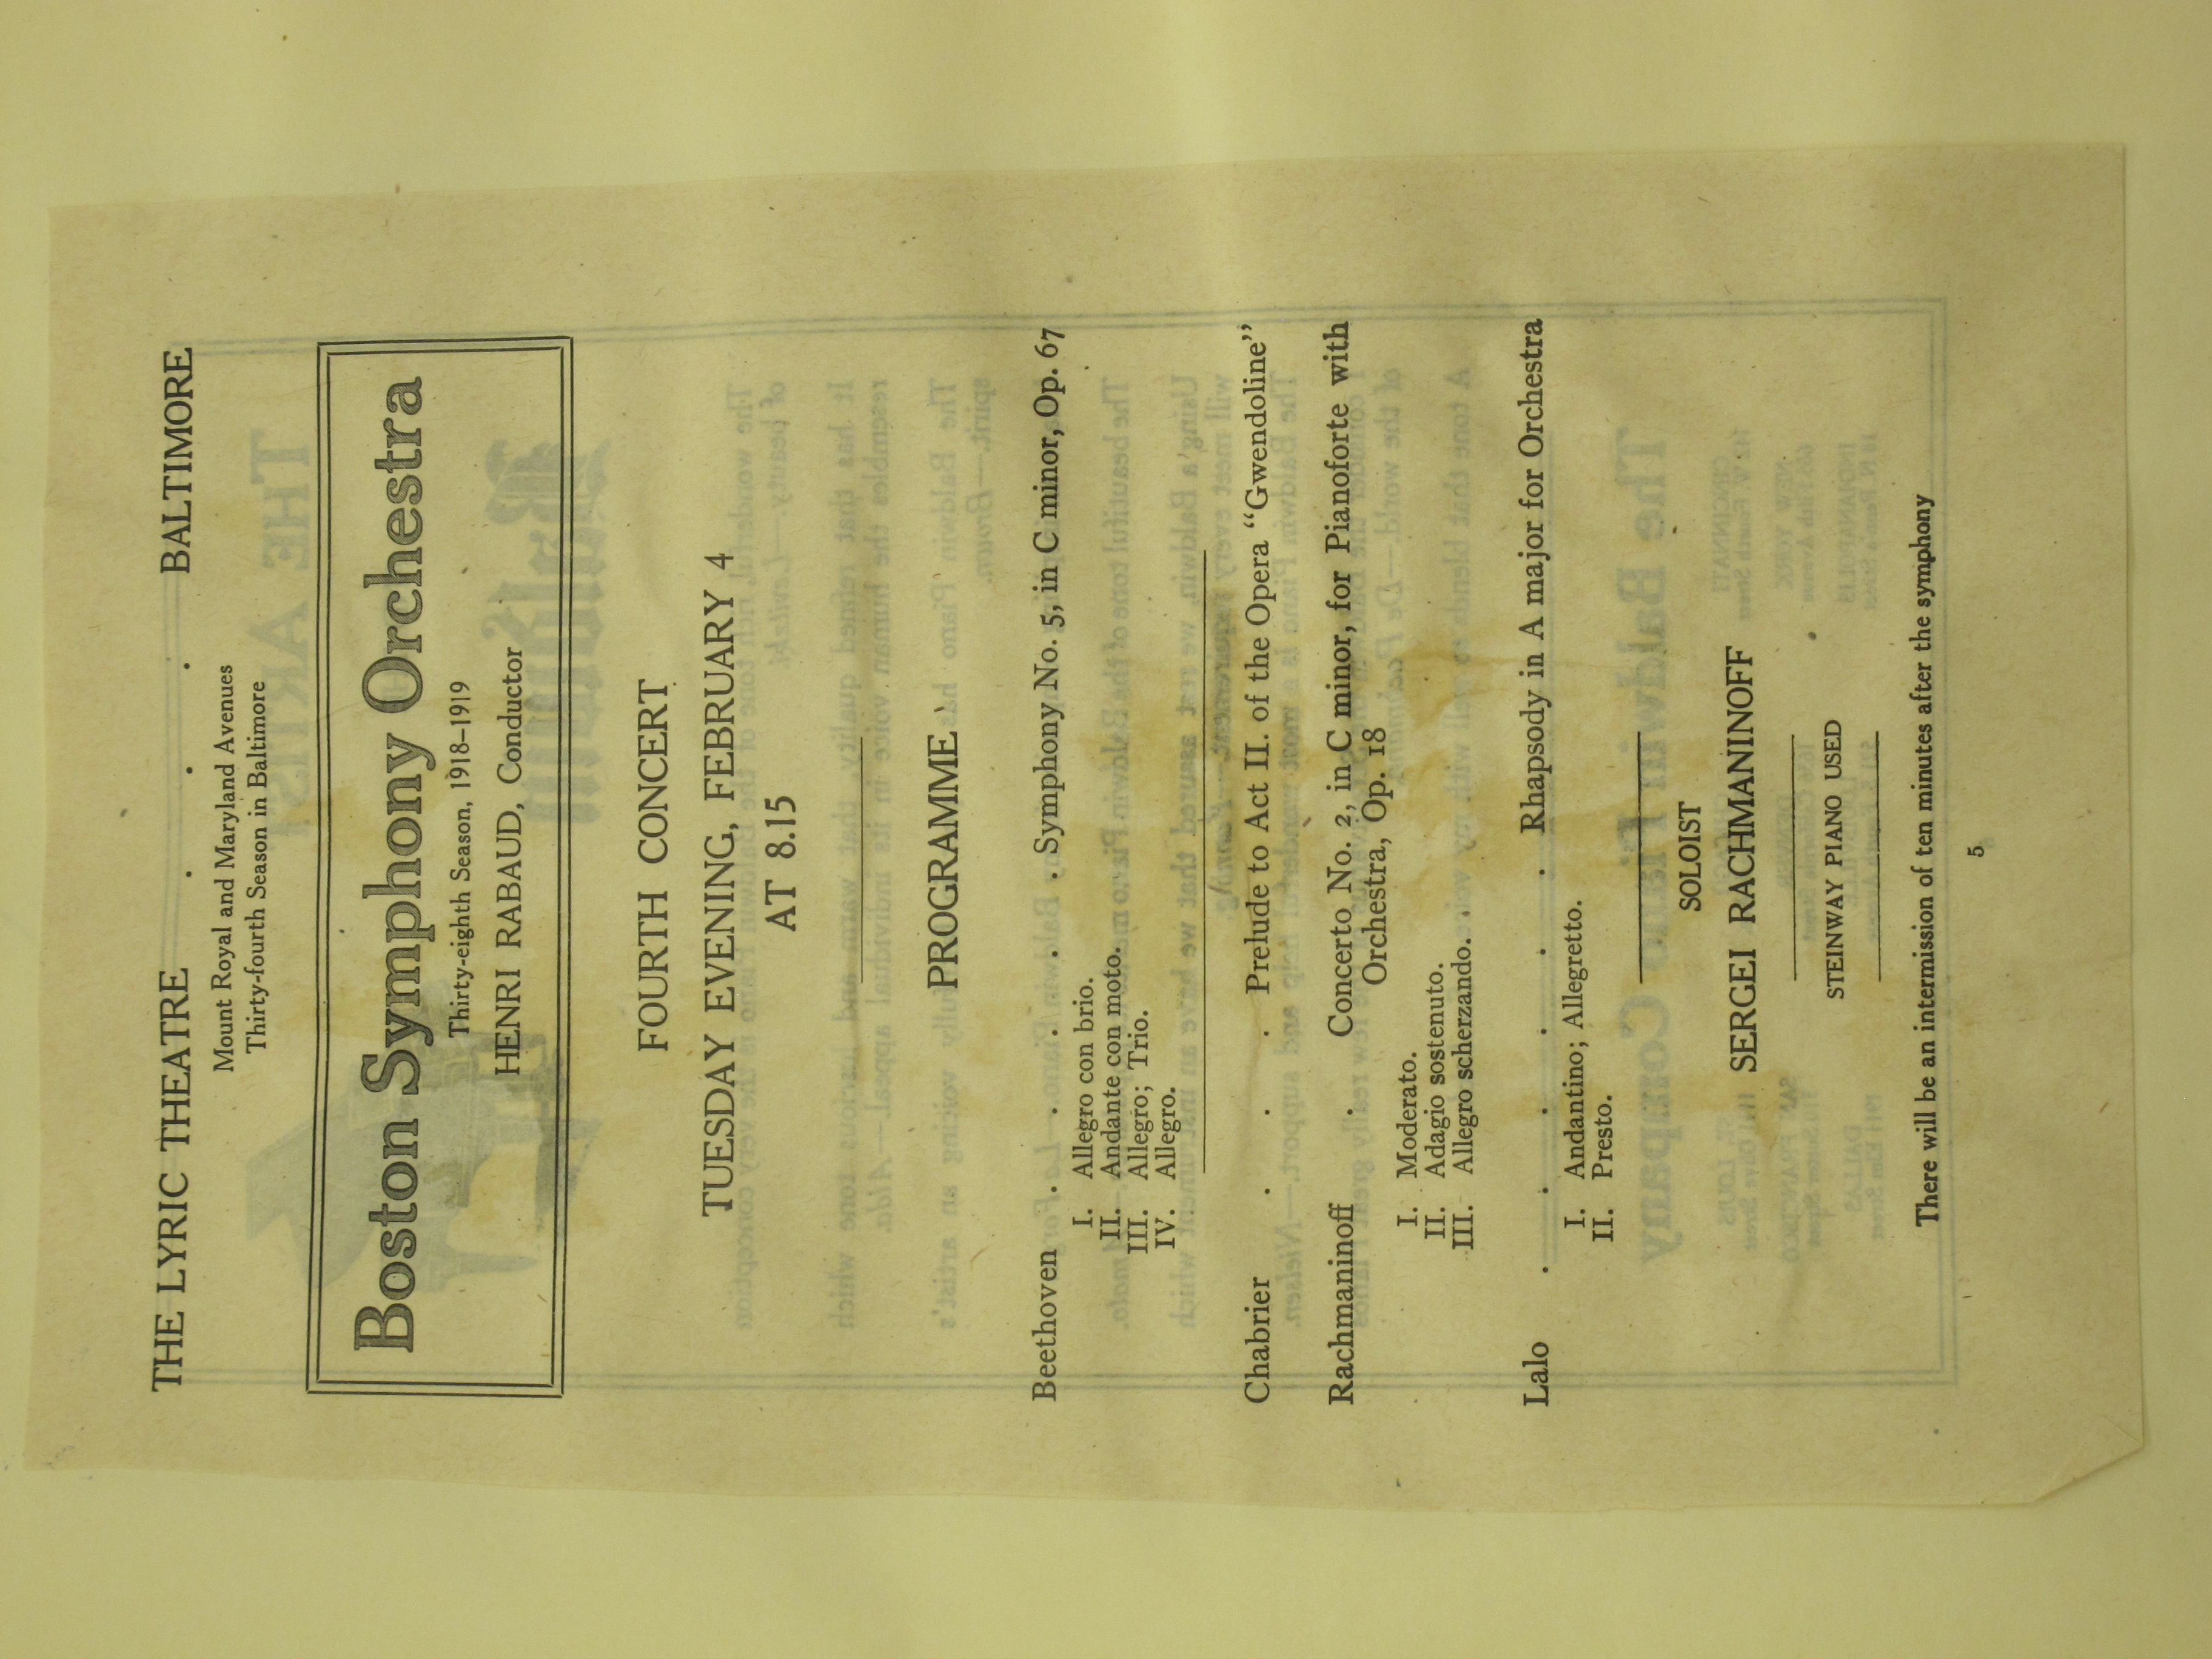 THE LYRIC THEATRE . . . BALTIMORE
Mount Royal and Maryland Avenues
Thirty-fourth Season in Baltimore
Boston Symphony Orchestra
Thirty-eighth Season, 1918-1919
HENRI RABAUD, Conductor
FOURTH CONCERT
TUESDAY EVENING, FEBRUARY 4
AT 8.15
PROGRAMME
Beethoven . . . . . Symphony No. 5, in C minor, Op. 67
I. Allegro con brio.
II. Andante con moto.
III. Allegro; Trio.
IV. Allegro.
Chabrier . . . Prelude to Act II. of the Opera “Gwendoline”
Rachmaninoff . Concerto No. 2, in C minor, for Pianoforte with
Orchestra, Op. 18
I. Moderato.
II. Adagio sostenuto.
III. Allegro scherzando.
Lalo . . . . . . Rhapsody in A major for Orchestra
I. Andantino; Allegretto.
II. Presto.
SOLOIST
SERGEI RACHMANINOFF
STEINWAY PIANO USED
There will be an intermission of ten minutes after the symphony
5